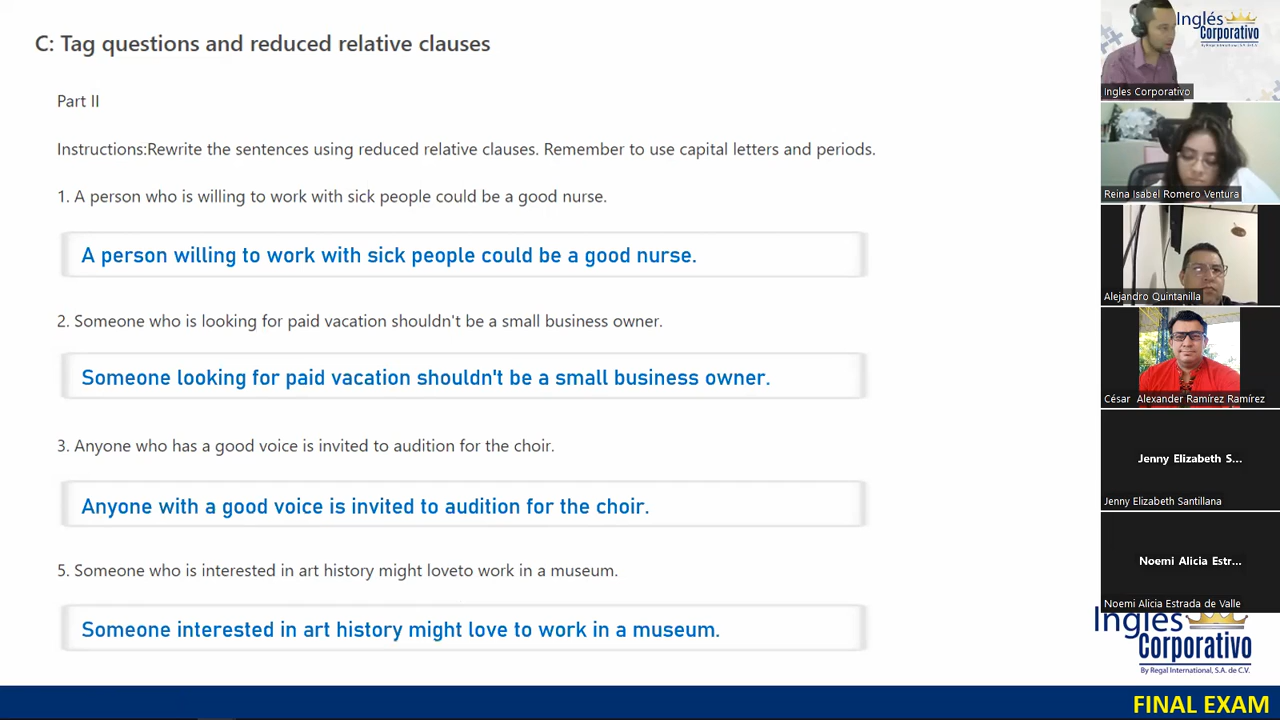 C: Tag questions and reduced relative clauses
Part II
Instructions:Rewrite the sentences using reduced relative clauses. Remember to use capital letters and periods.
1. A person who is willing to work with sick people could be a good nurse.
A person willing to work with sick people could be a good nurse.
2. Someone who is looking for paid vacation shouldn't be a small business owner.
Someone looking for paid vacation shouldn't be a small business owner.
3. Anyone who has a good voice is invited to audition for the choir.
Anyone with a good voice is invited to audition for the choir.
5. Someone who is interested in art history might loveto work in a museum.
Someone interested in art history might love to work in a museum.
Inglés
Corporativo
By Regal International, S.A. de C.V.
Ingles Corporativo
Reina Isabel Romero Ventura
Alejandro Quintanilla
César Alexander Ramírez Ramírez
Jenny Elizabeth S...
Jenny Elizabeth Santillana
Noemi Alicia Estr...
Noemi Alicia Estrada de Valle
Inglés
Corporativo
By Regal International, S.A. de C.V.
FINAL EXAM